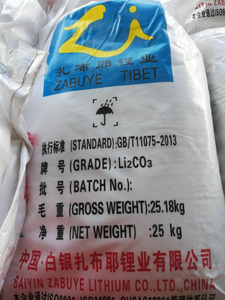 Zi
扎布耶锂业
ZABUYE TIBET
执行标准 (STANDARD):GB/T11075-2013
牌 号 (GRADE):Li2CO3
批 号 (BATCH No.):
毛 重 (GROSS WEIGHT):25.18kg
净 重 (NET WEIGHT) :25 kg
中国·白银扎布耶锂业有限公司
BAIYIN ZABUYE LITHIUM CO.,LTD.,CHINA